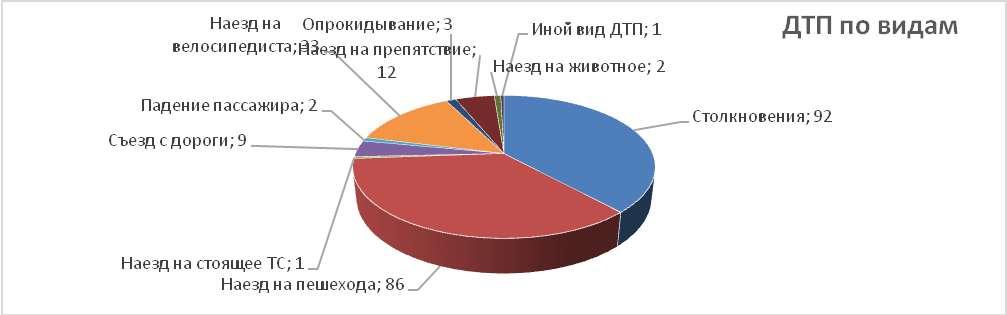 ДТП по видам
Наезд на
велосипедиста; 33
Опрокидывание; 3
Наезд на препятствие;
12
Иной вид ДТП; 1
Наезд на животное; 2
Падение пассажира; 2
Съезд с дороги; 9
Столкновения; 92
Наезд на стоящее ТС; 1
Наезд на пешехода; 86